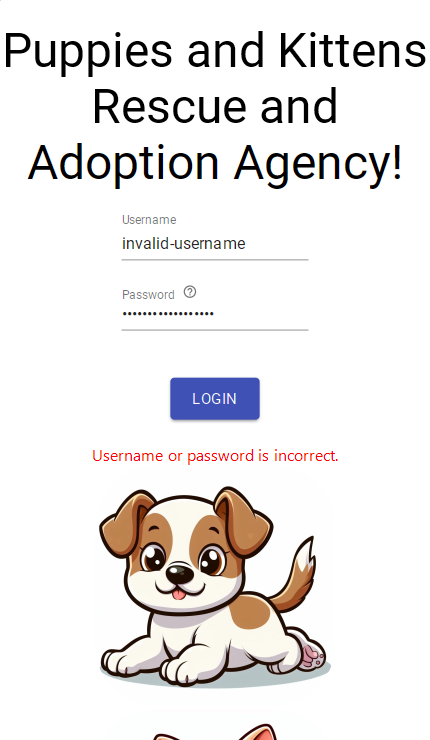 Puppies and Kittens
Rescue and
Adoption Agency!
Username
invalid-username
Password ?
••••••••••••••••••
LOGIN
Username or password is incorrect.